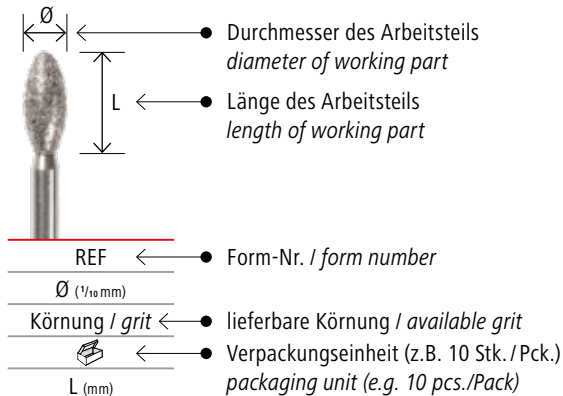 Ø
Durchmesser des Arbeitsteils
diameter of working part
L
Länge des Arbeitsteils
length of working part
REF
Form-Nr. / form number
Ø (¹/₁₀ mm)
Körnung / grit
lieferbare Körnung / available grit
Verpackungseinheit (z.B. 10 Stk. / Pck.)
packaging unit (e.g. 10 pcs./Pack)
L (mm)